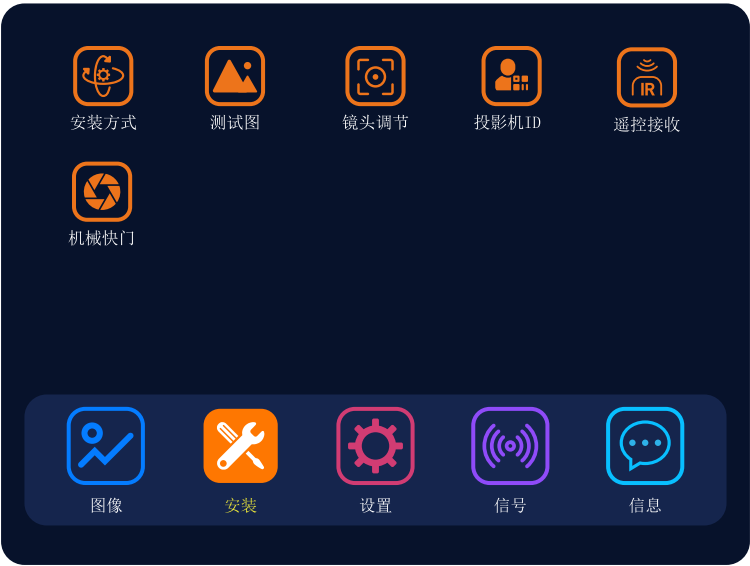 安装方式
测试图
镜头调节
投影机ID
IR
遥控接收
机械快门
图像
安装
设置
信号
信息